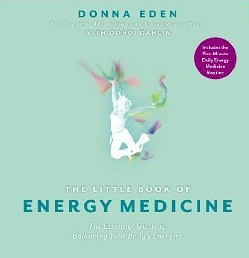 DONNA EDEN
WITH DONDI DAHLIN
Includes the
Five-Minute
Daily Energy
Medicine
Routine
THE LITTLE BOOK OF
ENERGY MEDICINE
The Essential Guide to
Balancing Your Body's Energies